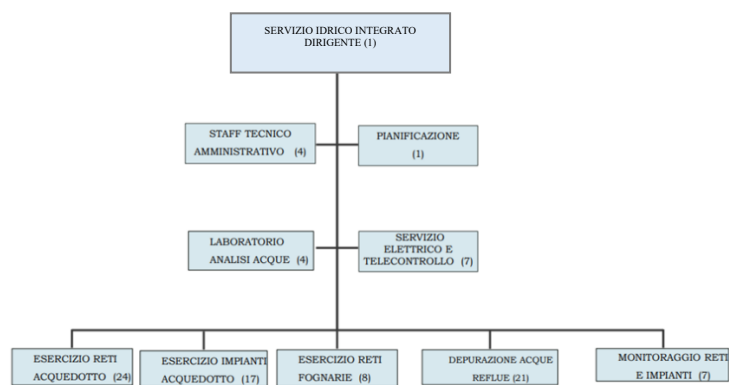 SERVIZIO IDRICO INTEGRATO
DIRIGENTE (1)
STAFF TECNICO
AMMINISTRATIVO (4)
PIANIFICAZIONE
(1)
LABORATORIO
ANALISI ACQUE (4)
SERVIZIO
ELETTRICO E
TELECONTROLLO (7)
ESERCIZIO RETI
ACQUEDOTTO (24)
ESERCIZIO IMPIANTI
ACQUEDOTTO (17)
ESERCIZIO RETI
FOGNARIE (8)
DEPURAZIONE ACQUE
REFLUE (21)
MONITORAGGIO RETI
E IMPIANTI (7)